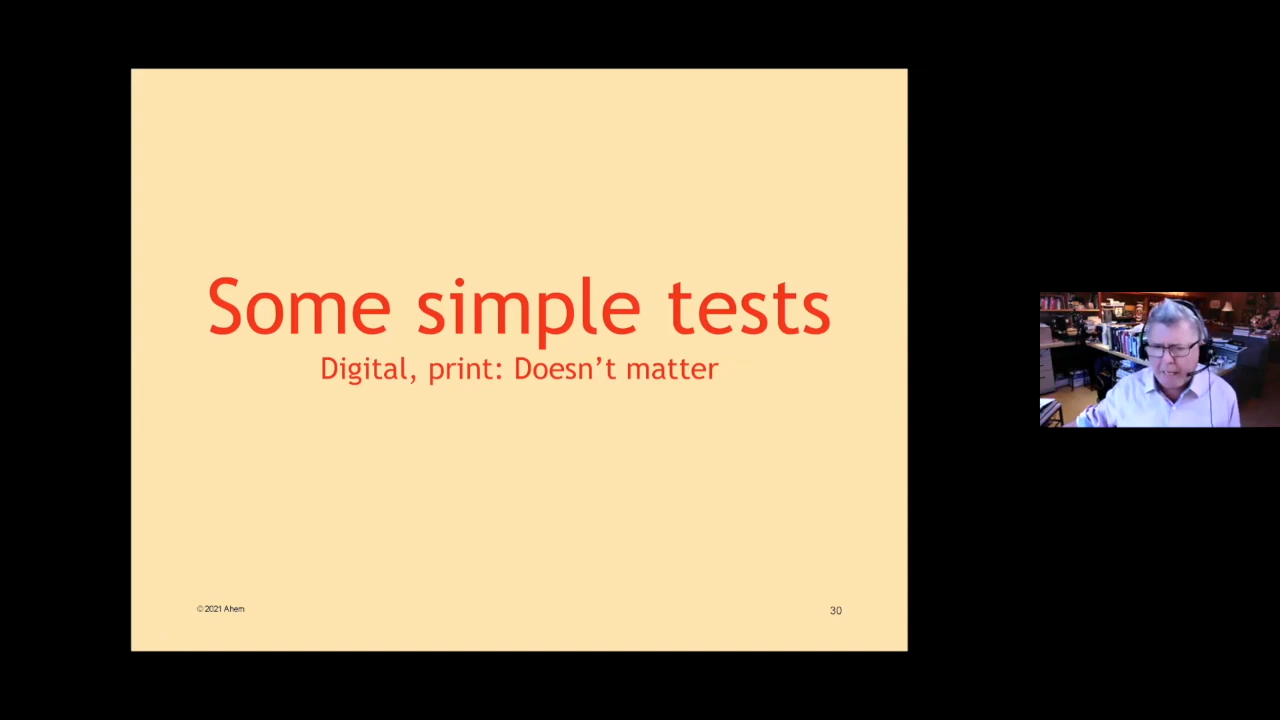 Some simple tests
Digital, print: Doesn’t matter
© 2021 Ahem
30